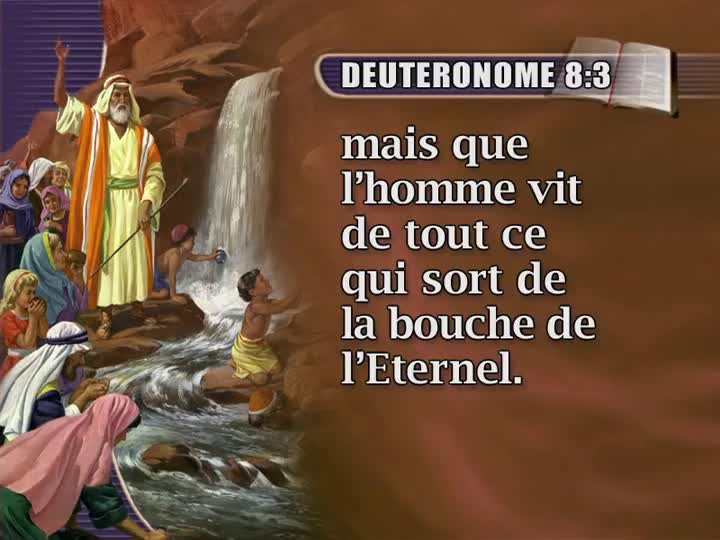 DEUTERONOME 8:3
mais que
l’homme vit
de tout ce
qui sort de
la bouche de
l’Eternel.